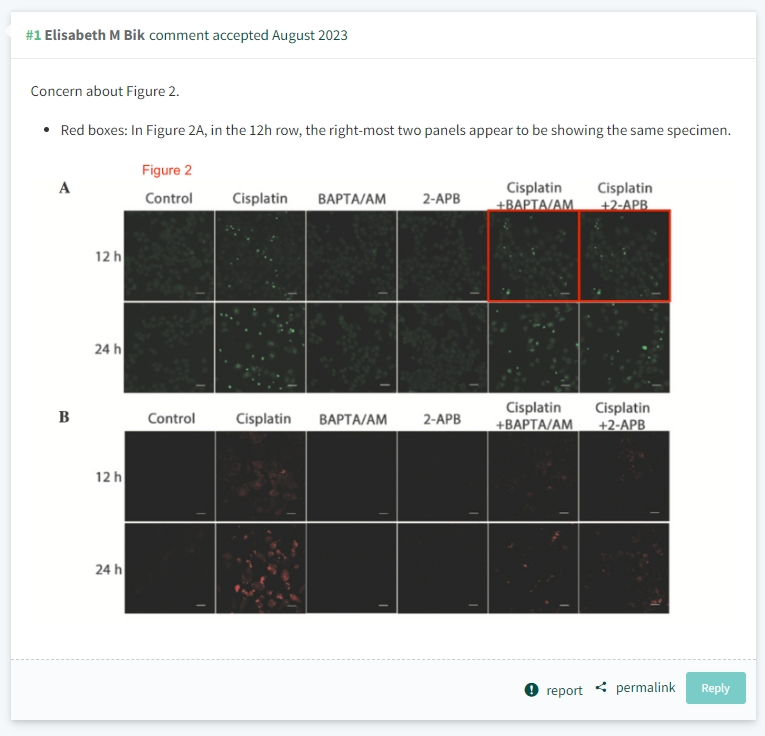 #1 Elisabeth M Bik comment accepted August 2023
Concern about Figure 2.
• Red boxes: In Figure 2A, in the 12h row, the right-most two panels appear to be showing the same specimen.
Figure 2
A
Control Cisplatin BAPTA/AM 2-APB Cisplatin +BAPTA/AM Cisplatin +2-APB
12 h
24 h
B
Control Cisplatin BAPTA/AM 2-APB Cisplatin +BAPTA/AM Cisplatin +2-APB
12 h
24 h
report permalink Reply